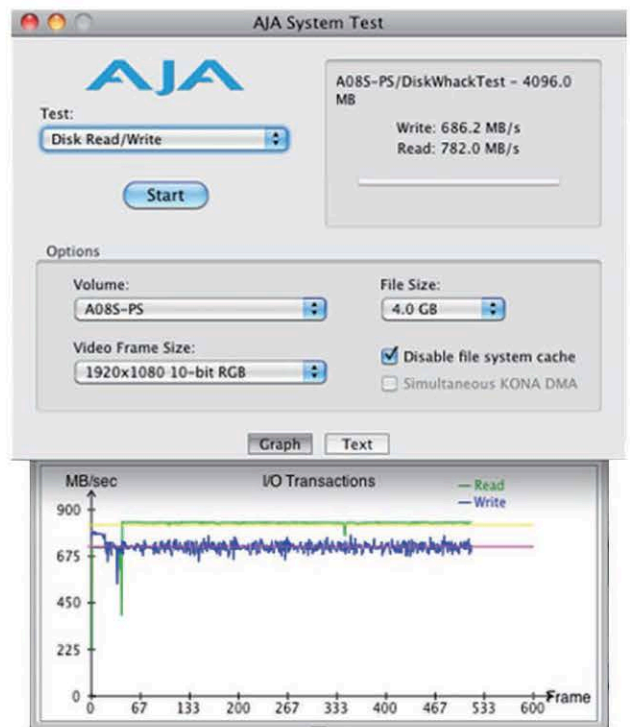 AJA System Test
AJA
Test:
Disk Read/Write
Start
A08S-PS/DiskWhackTest - 4096.0
MB
Write: 686.2 MB/s
Read: 782.0 MB/s
Options
Volume:
A08S-PS
File Size:
4.0 GB
Video Frame Size:
1920x1080 10-bit RGB
Disable file system cache
Simultaneous KONA DMA
Graph
Text
MB/sec
I/O Transactions
Read
Write
900
675
450
225
0
0 67 133 200 267 333 400 467 533 600
Frame